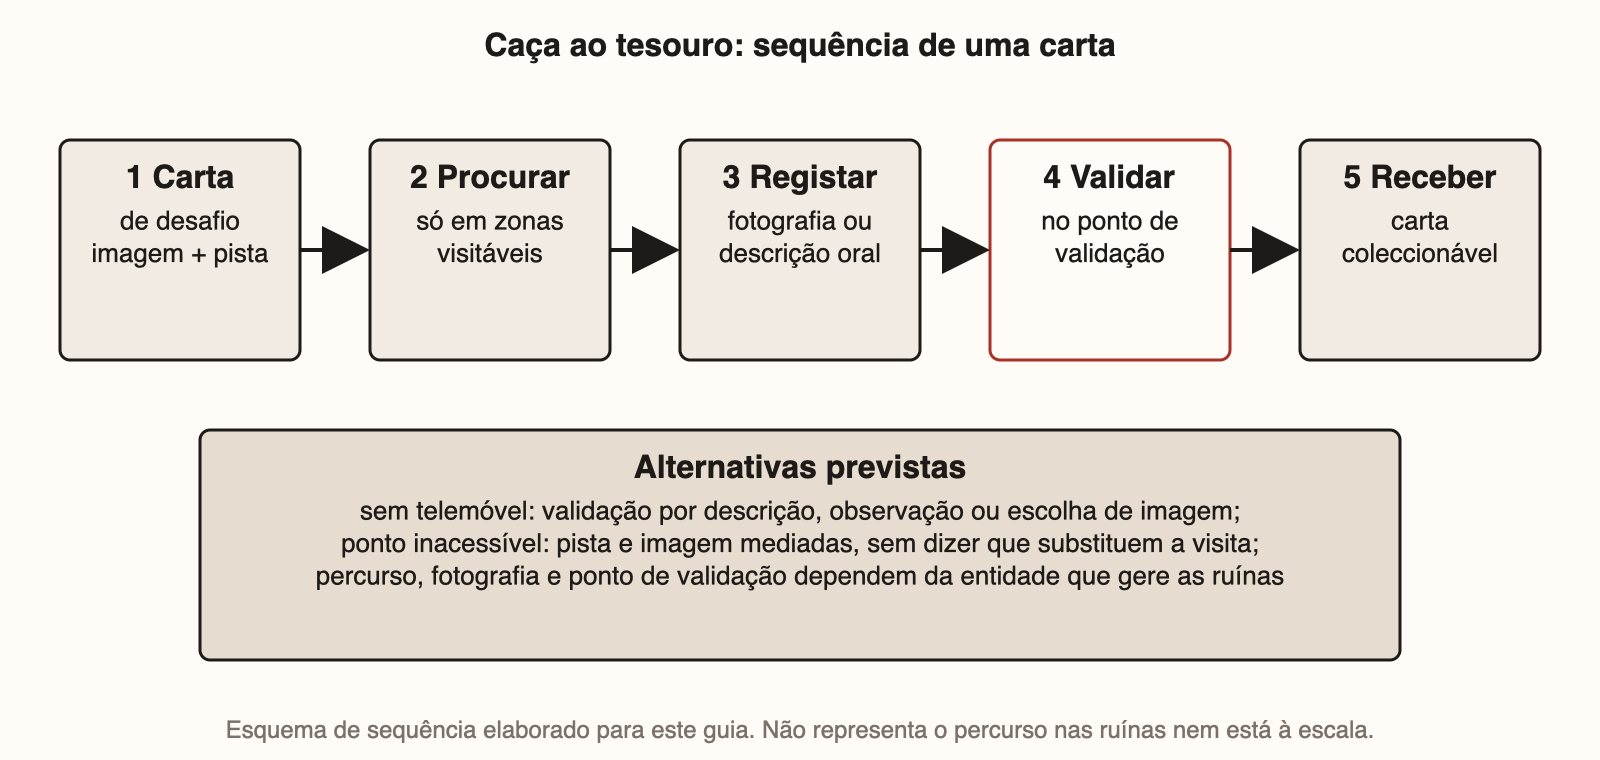 Caça ao tesouro: sequência de uma carta
1 Carta
de desafio
imagem + pista
2 Procurar
só em zonas
visitáveis
3 Registar
fotografia ou
descrição oral
4 Validar
no ponto de
validação
5 Receber
carta
coleccionável
Alternativas previstas
sem telemóvel: validação por descrição, observação ou escolha de imagem;
ponto inacessível: pista e imagem mediadas, sem dizer que substituem a visita;
percurso, fotografia e ponto de validação dependem da entidade que gere as ruínas
Esquema de sequência elaborado para este guia. Não representa o percurso nas ruínas nem está à escala.